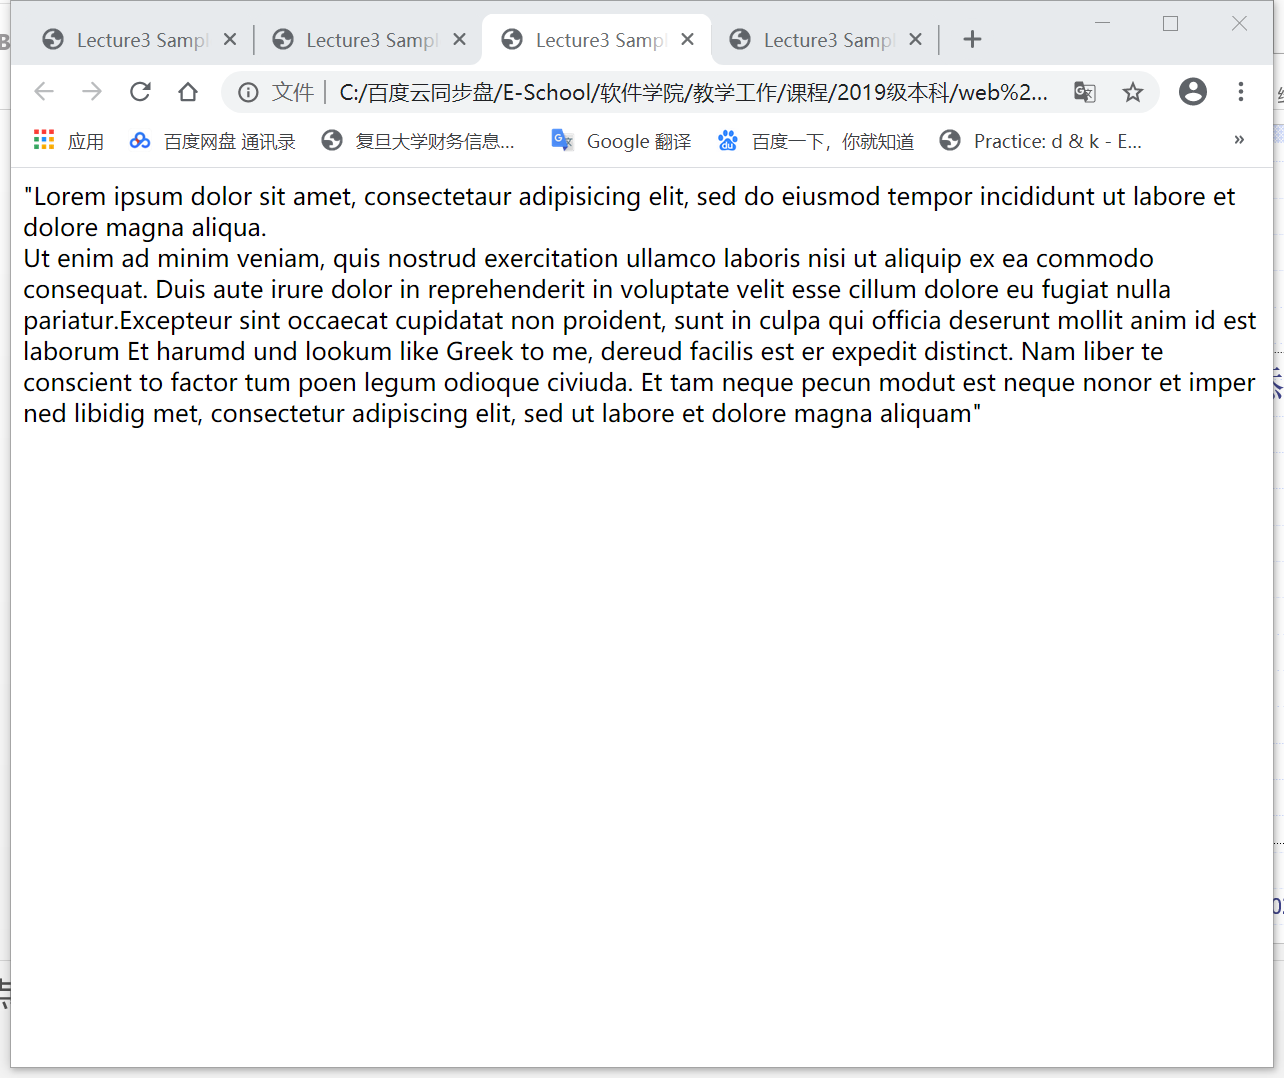 Lecture3 Sampl
Lecture3 Sampl
Lecture3 Samp
Lecture3 Samp
文件 C:/百度云同步盘/E-School/软件学院/教学工作/课程/2019级本科/web%2...
应用 百度网盘 通讯录 复旦大学财务信息... Google 翻译 百度一下，你就知道 Practice: d & k - E... »
"Lorem ipsum dolor sit amet, consectetaur adipisicing elit, sed do eiusmod tempor incididunt ut labore et
dolore magna aliqua.
Ut enim ad minim veniam, quis nostrud exercitation ullamco laboris nisi ut aliquip ex ea commodo
consequat. Duis aute irure dolor in reprehenderit in voluptate velit esse cillum dolore eu fugiat nulla
pariatur.Excepteur sint occaecat cupidatat non proident, sunt in culpa qui officia deserunt mollit anim id est
laborum Et harumd und lookum like Greek to me, dereud facilis est er expedit distinct. Nam liber te
conscient to factor tum poen legum odioque civiuda. Et tam neque pecun modut est neque nonor et imper
ned libidig met, consectetur adipiscing elit, sed ut labore et dolore magna aliquam"